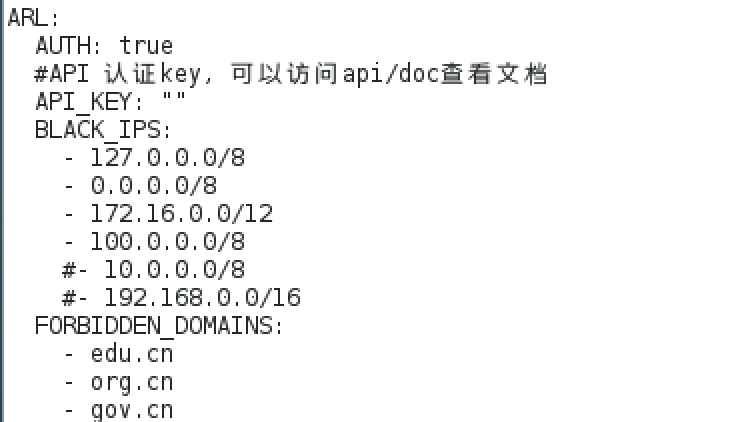 ARL:
  AUTH: true
  #API 认证key, 可以访问api/doc查看文档
  API_KEY: ""
  BLACK_IPS:
    - 127.0.0.0/8
    - 0.0.0.0/8
    - 172.16.0.0/12
    - 100.0.0.0/8
    #- 10.0.0.0/8
    #- 192.168.0.0/16
  FORBIDDEN_DOMAINS:
    - edu.cn
    - org.cn
    - gov.cn